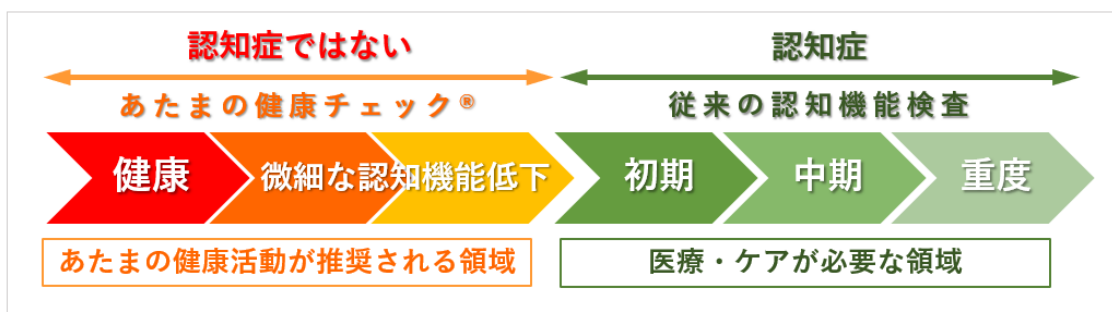 認知症ではない 認知症
あたまの健康チェック® 従来の認知機能検査
健康 微細な認知機能低下 初期 中期 重度
あたまの健康活動が推奨される領域 医療・ケアが必要な領域